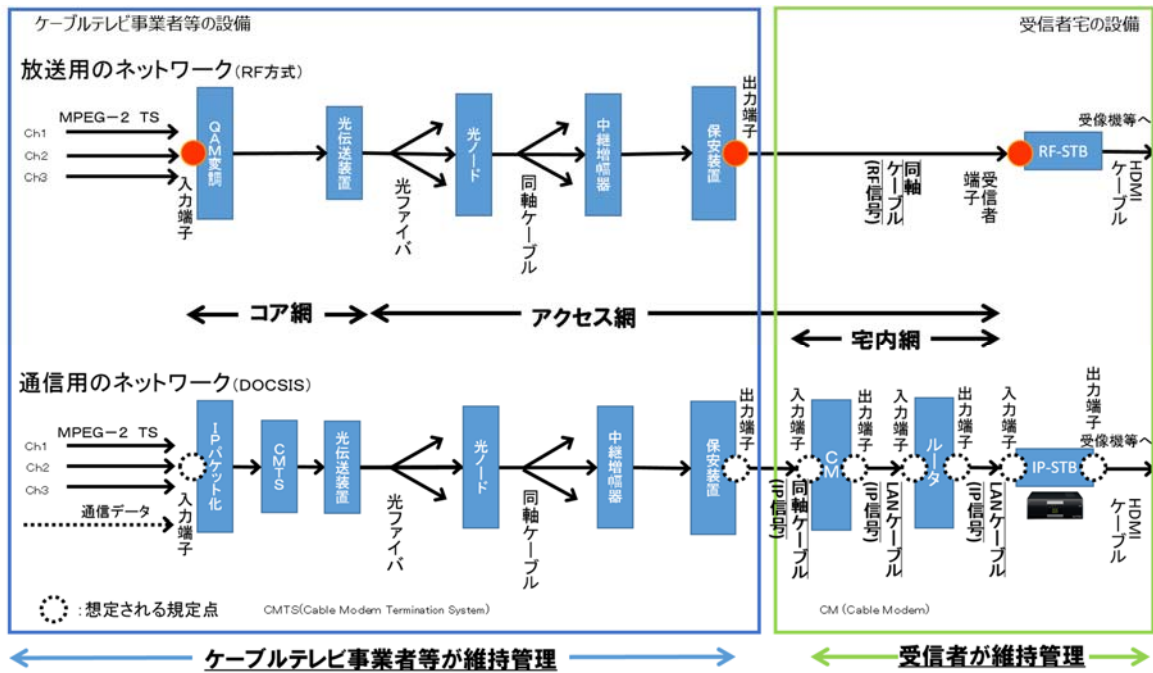 ケーブルテレビ事業者等の設備
受信者宅の設備
放送用のネットワーク(RF方式)
MPEG-2 TS
Ch1
Ch2
Ch3
入力端子
QAM変調
光伝送装置
光ファイバ
光ノード
同軸ケーブル
中継増幅器
保安装置
出力端子
同軸
ケーブル
(RF信号)
受信者
端子
RF-STB
受像機等へ
HDMI
ケーブル
コア網
アクセス網
宅内網
通信用のネットワーク(DOCSIS)
MPEG-2 TS
Ch1
Ch2
Ch3
通信データ
入力端子
IPパケット化
CMTS
光伝送装置
光ファイバ
光ノード
同軸ケーブル
中継増幅器
保安装置
出力端子
入力端子
同軸ケーブル
(IP信号)
CM
出力端子
LANケーブル
(IP信号)
入力端子
ルータ
出力端子
LANケーブル
(IP信号)
入力端子
IP-STB
出力端子
受像機等へ
HDMI
ケーブル
:想定される規定点
CMTS(Cable Modem Termination System)
CM (Cable Modem)
ケーブルテレビ事業者等が維持管理
受信者が維持管理